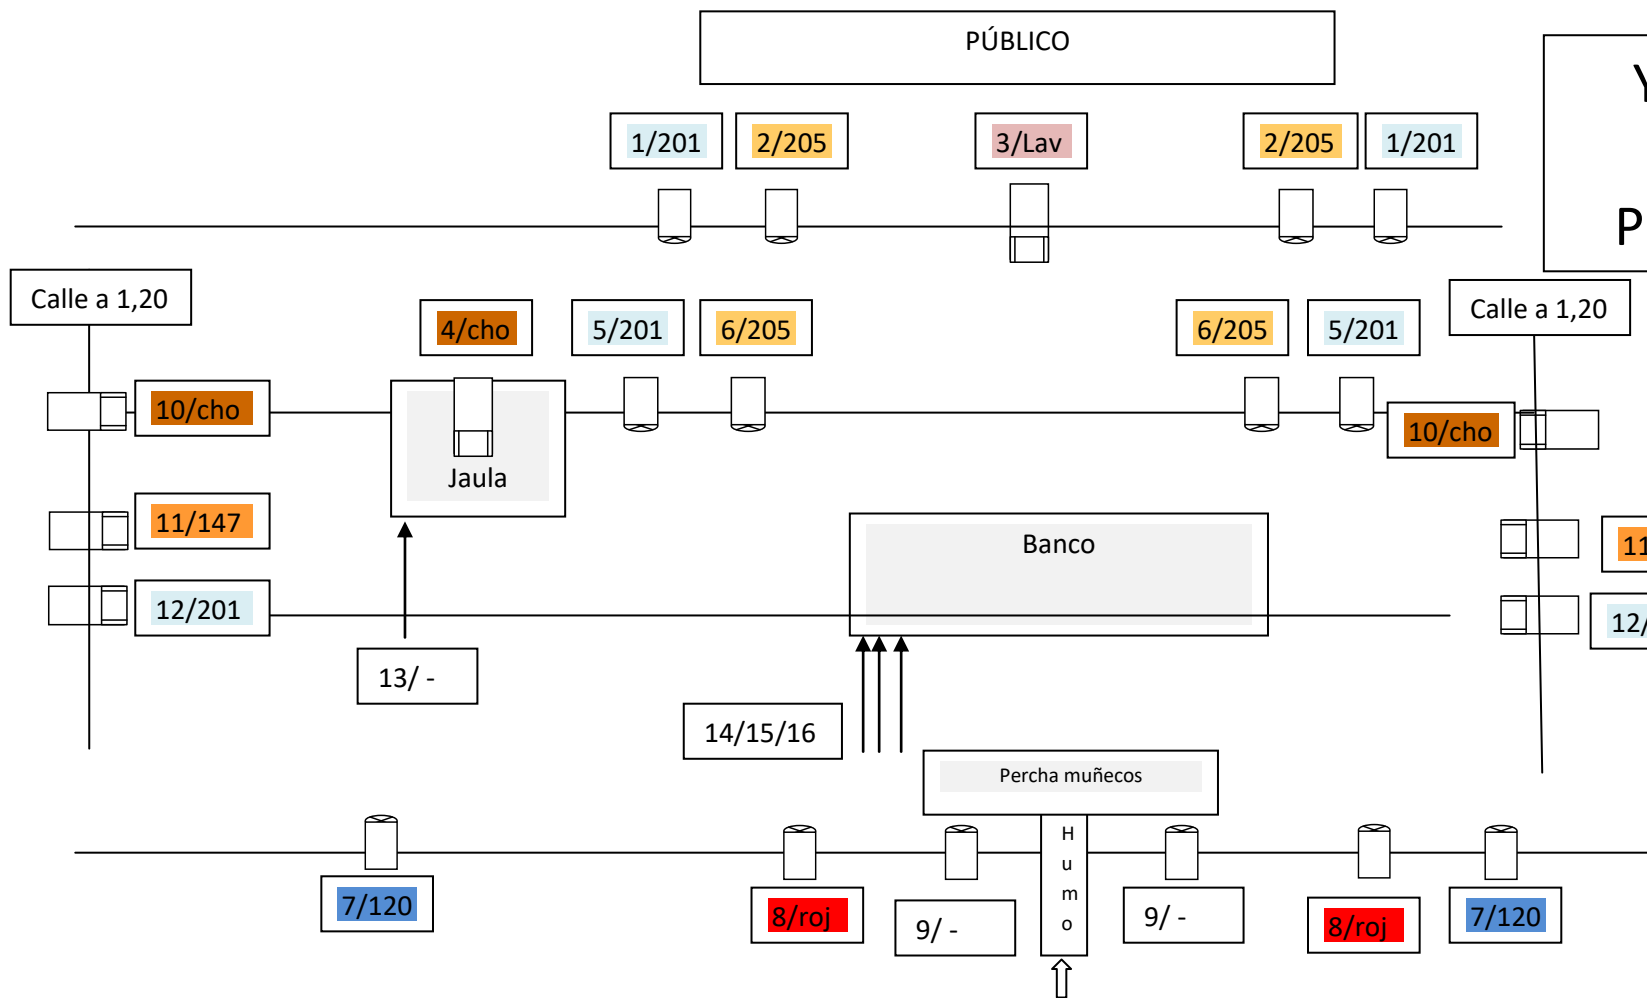 PÚBLICO
Y
P
1/201
2/205
3/Lav
2/205
1/201
Calle a 1,20
Calle a 1,20
4/cho
5/201
6/205
6/205
5/201
10/cho
10/cho
Jaula
11/147
Banco
11
12/201
12/
13/ -
14/15/16
Percha muñecos
H
u
m
o
7/120
8/roj
9/ -
9/ -
8/roj
7/120